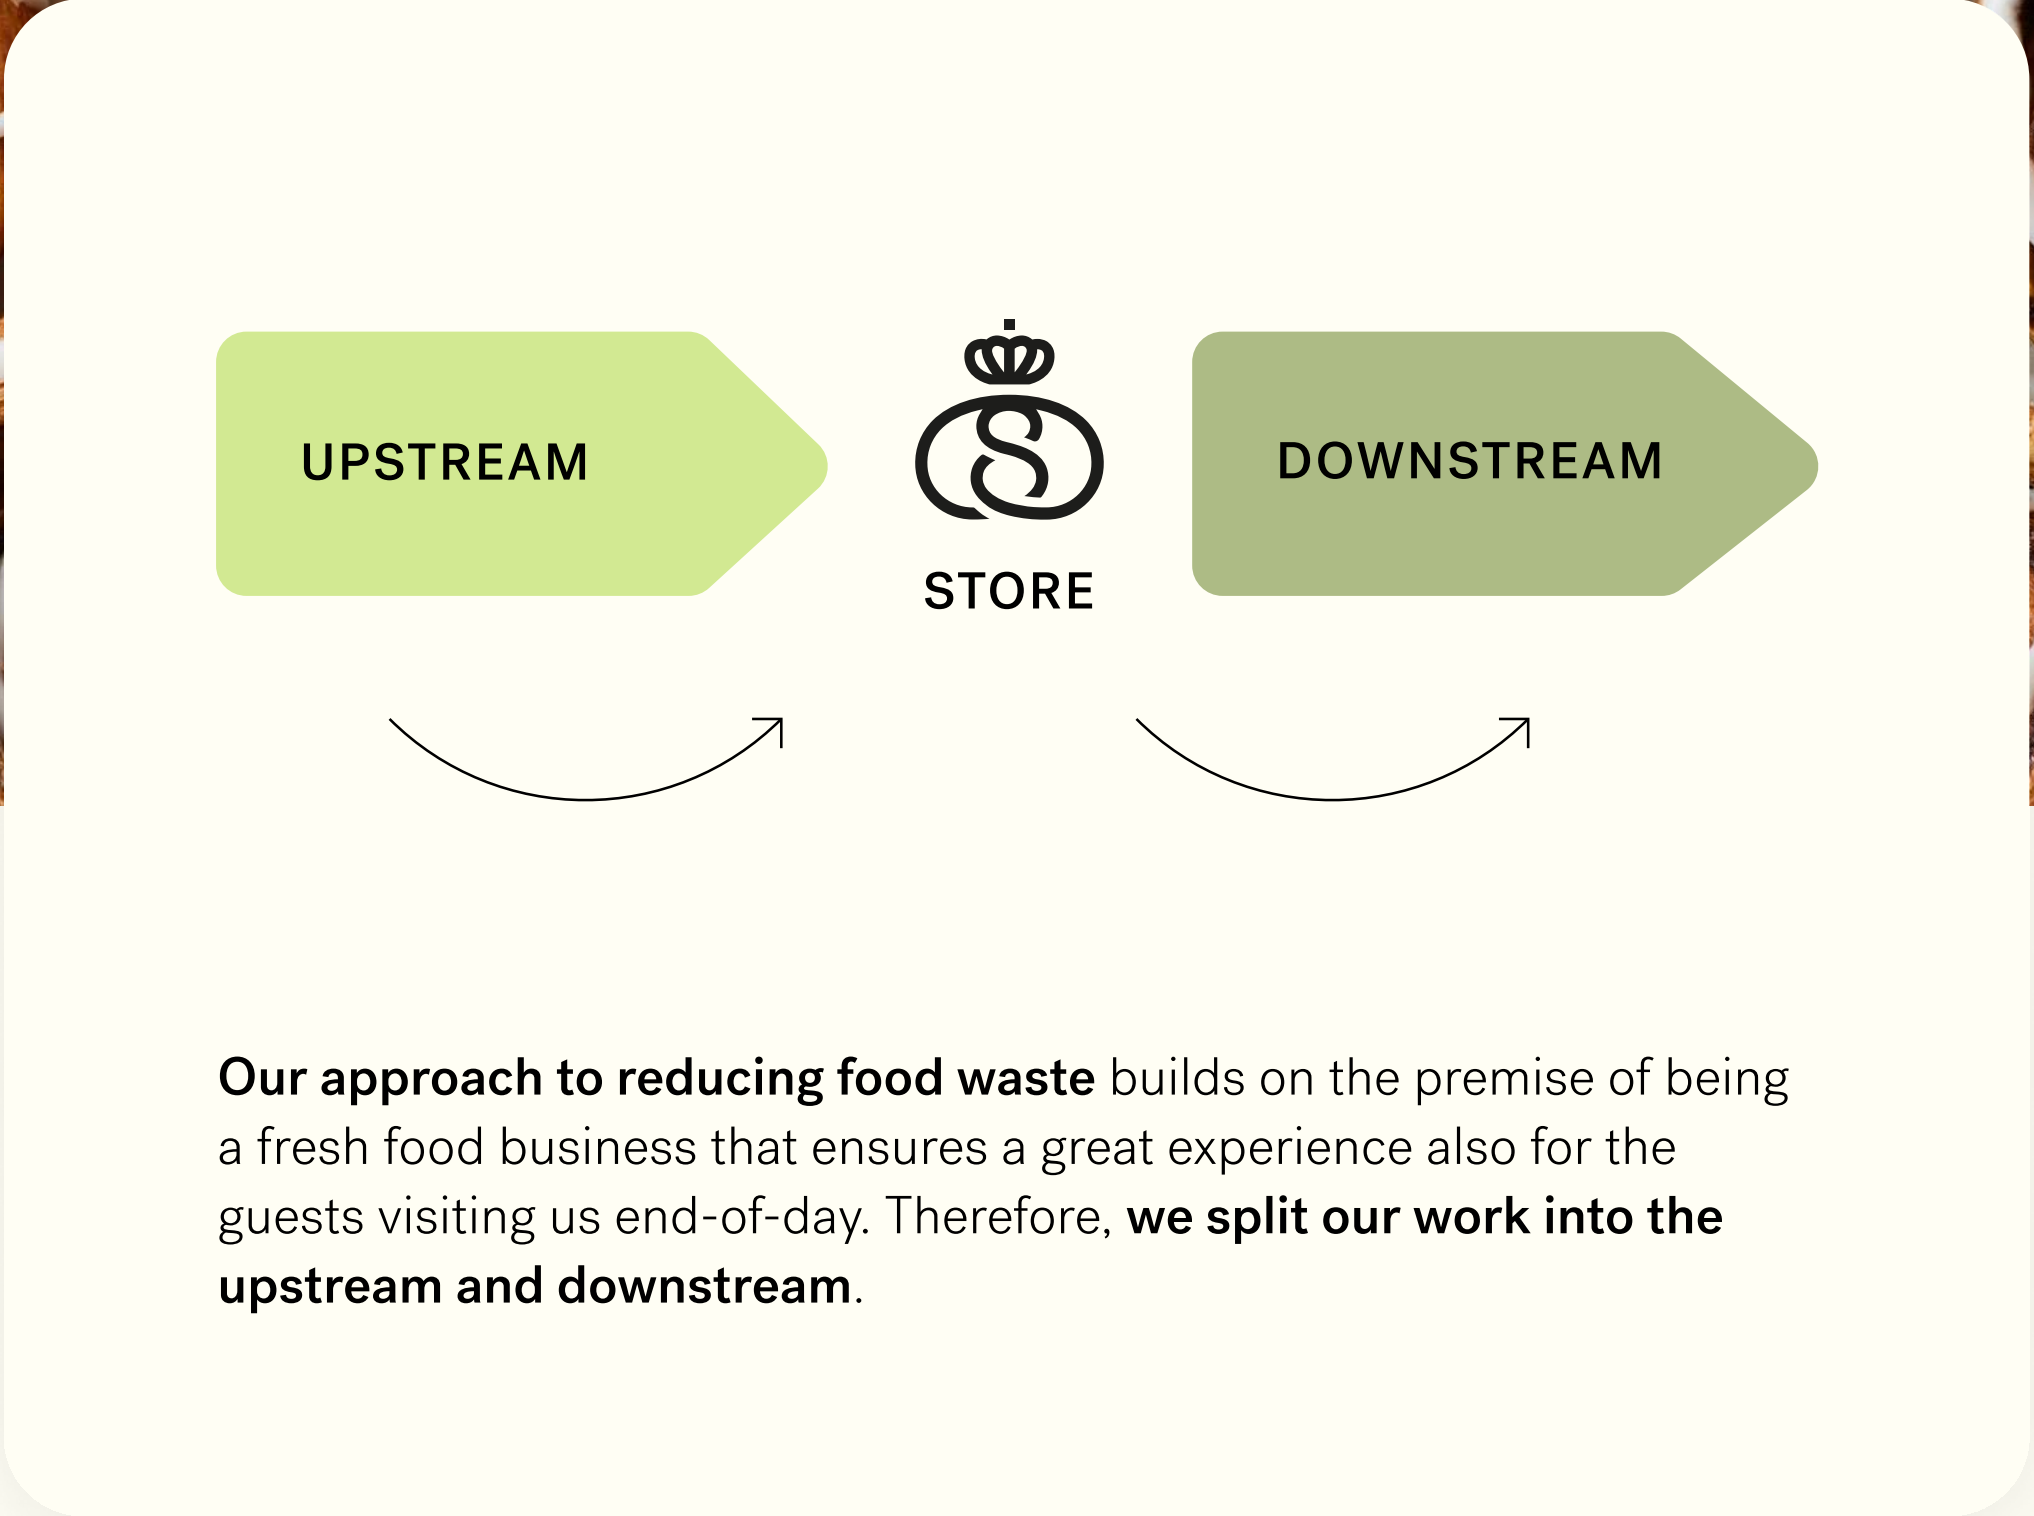 UPSTREAM
STORE
DOWNSTREAM
Our approach to reducing food waste builds on the premise of being
a fresh food business that ensures a great experience also for the
guests visiting us end-of-day. Therefore, we split our work into the
upstream and downstream.